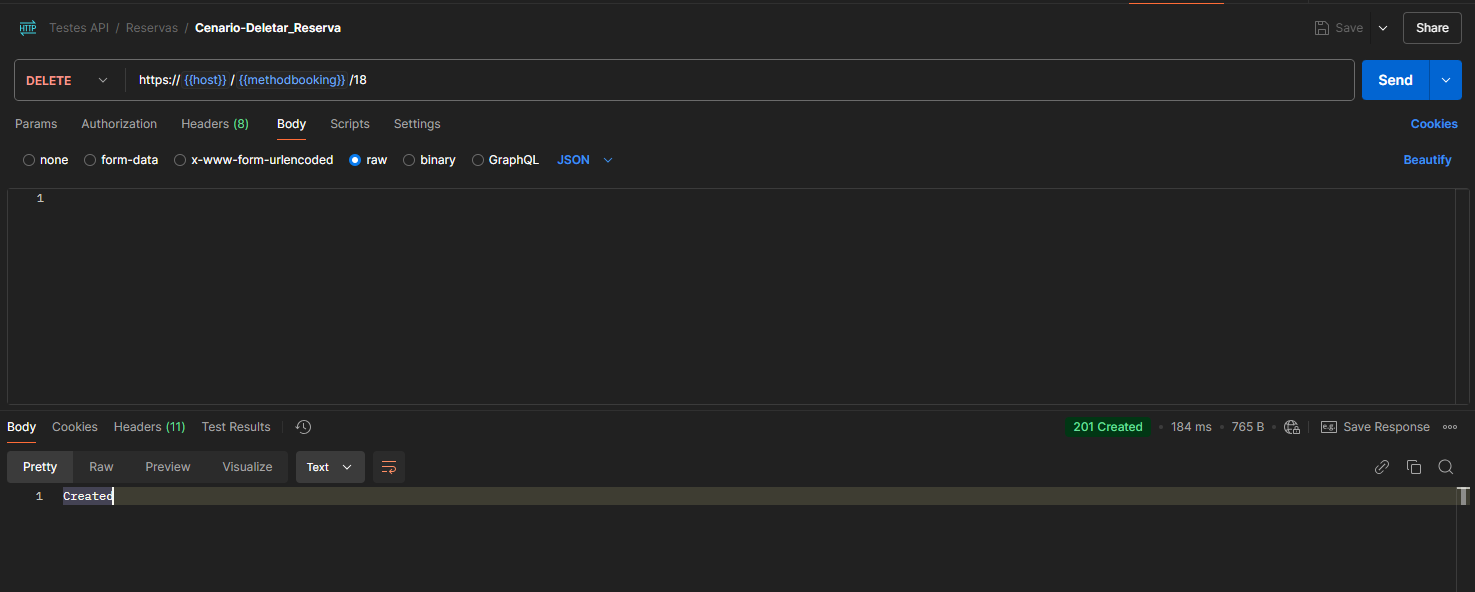 HTTP Testes API / Reservas / Cenario-Deletar_Reserva Save Share
DELETE https:// {{host}} / {{methodbooking}} /18 Send
Params Authorization Headers (8) Body Scripts Settings Cookies
none form-data x-www-form-urlencoded raw binary GraphQL JSON Beautify
1
Body Cookies Headers (11) Test Results 201 Created • 184 ms • 765 B • e.g. Save Response
Pretty Raw Preview Visualize Text
1 Created